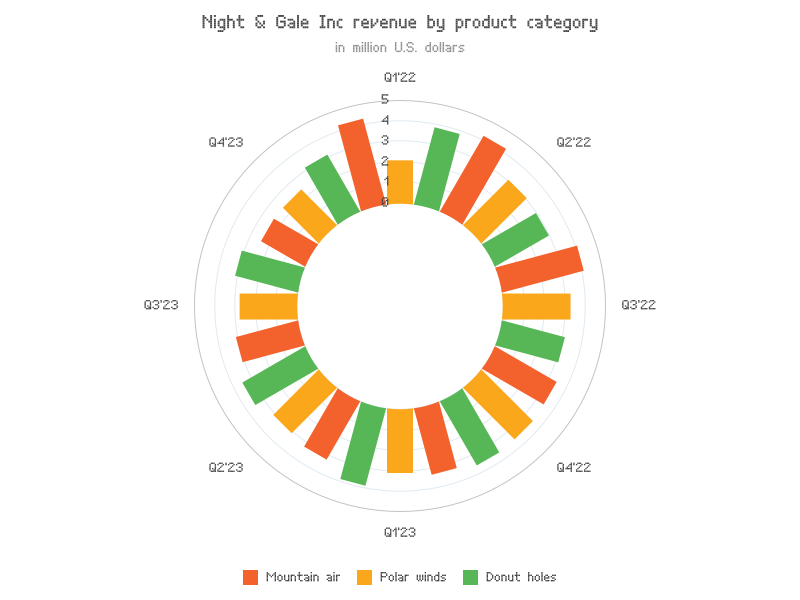 Night & Gale Inc revenue by product category
in million U.S. dollars
Q1'22
5
4
3
2
1
0
Q4'23
Q2'22
Q3'23
Q3'22
Q2'23
Q4'22
Q1'23
Mountain air
Polar winds
Donut holes